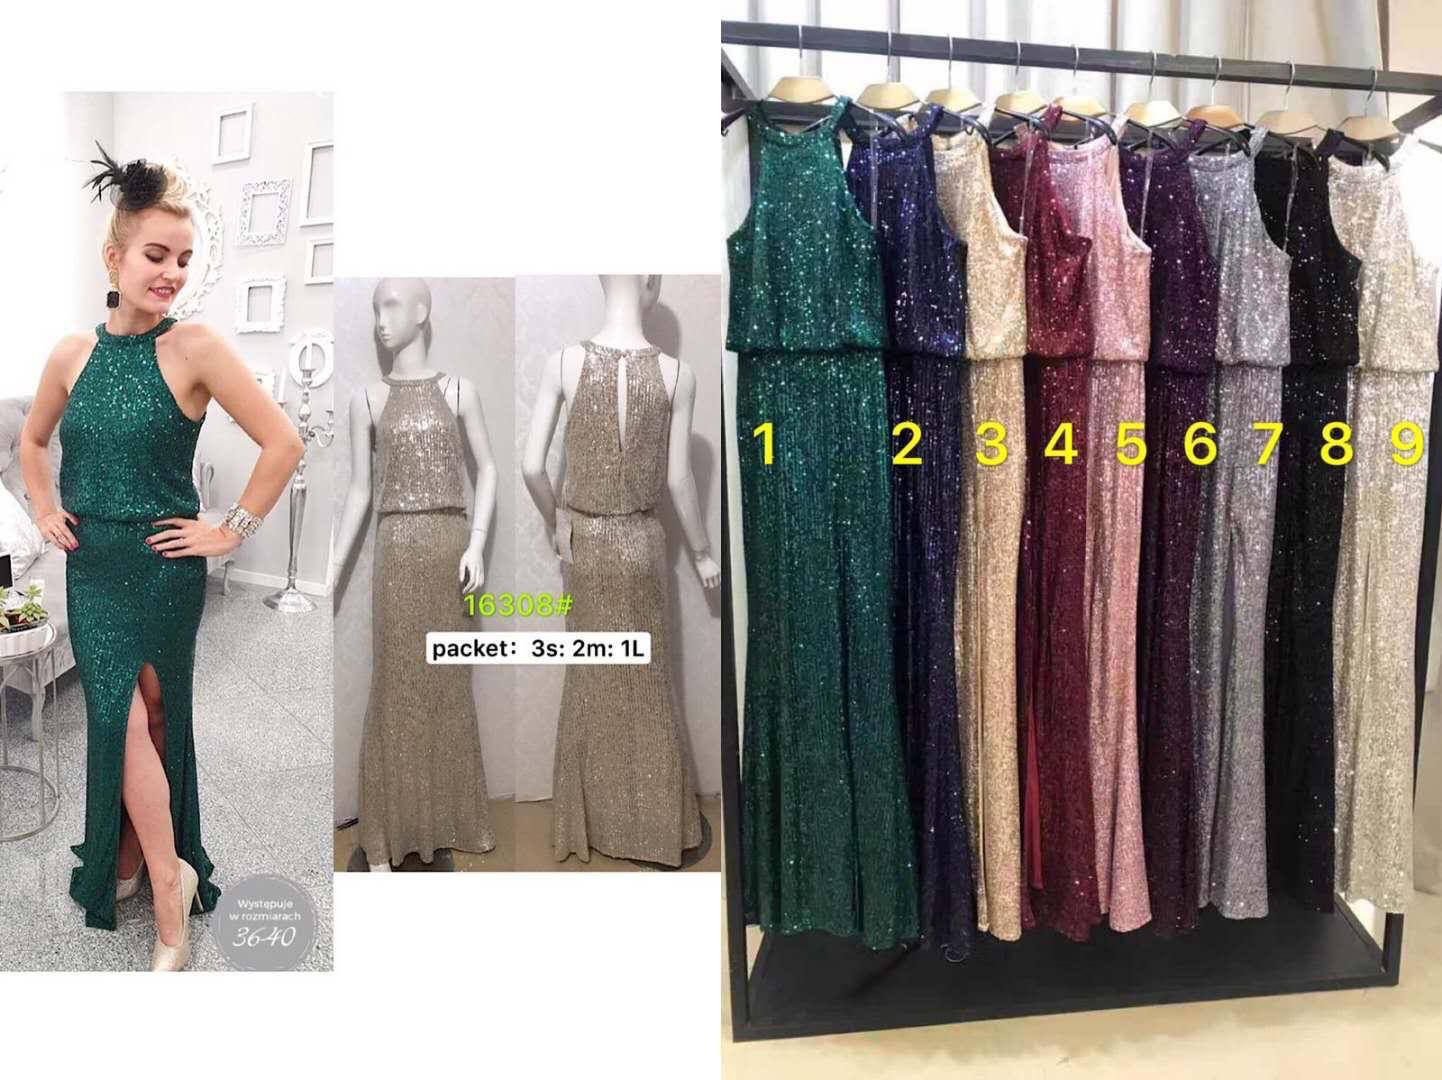 Występuje
w rozmiarach
36-40
16308#
packet: 3s: 2m: 1L
1 2 3 4 5 6 7 8 9